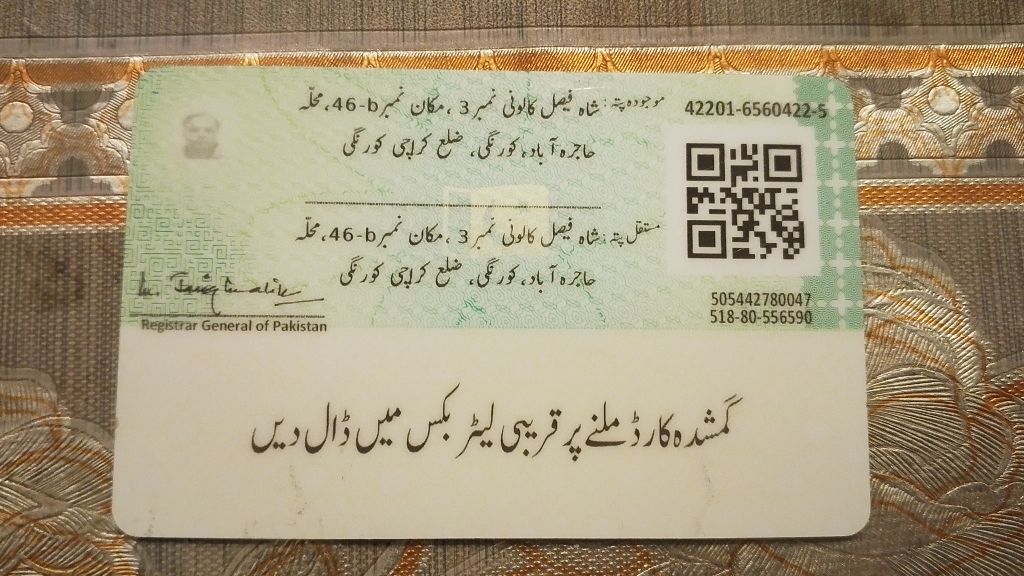 موجودہ پتہ: شاہ فیصل کالونی نمبر 3 ، مکان نمبر 46-b، محلّہ
حاجرہ آباد، کورنگی، ضلع کراچی کورنگی
42201-6560422-5
مستقل پتہ: شاہ فیصل کالونی نمبر 3 ، مکان نمبر 46-b، محلّہ
حاجرہ آباد، کورنگی، ضلع کراچی کورنگی
505442780047
518-80-556590
Registrar General of Pakistan
گمشدہ کارڈ ملنے پر قریبی لیٹر بکس میں ڈال دیں